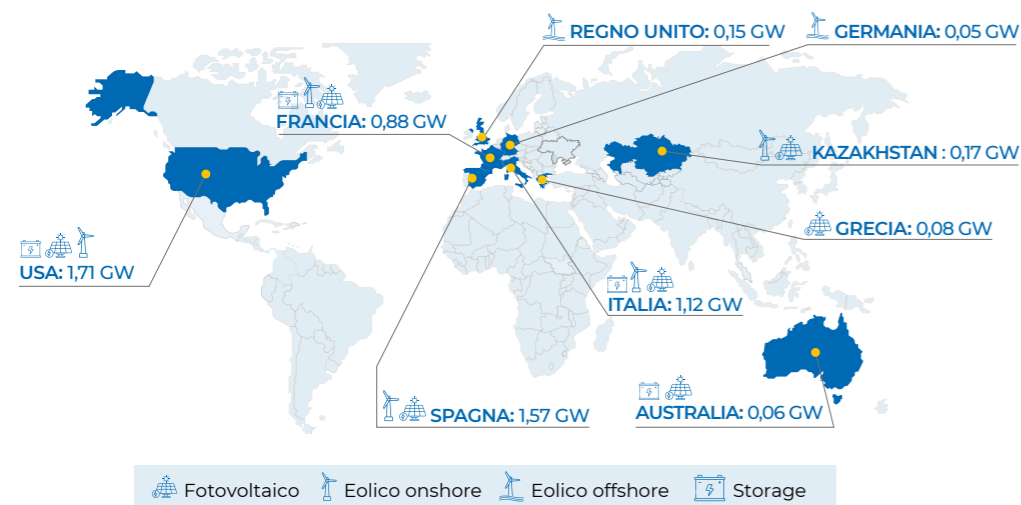 REGNO UNITO: 0,15 GW
GERMANIA: 0,05 GW
FRANCIA: 0,88 GW
KAZAKHSTAN : 0,17 GW
GRECIA: 0,08 GW
USA: 1,71 GW
ITALIA: 1,12 GW
SPAGNA: 1,57 GW
AUSTRALIA: 0,06 GW
Fotovoltaico
Eolico onshore
Eolico offshore
Storage